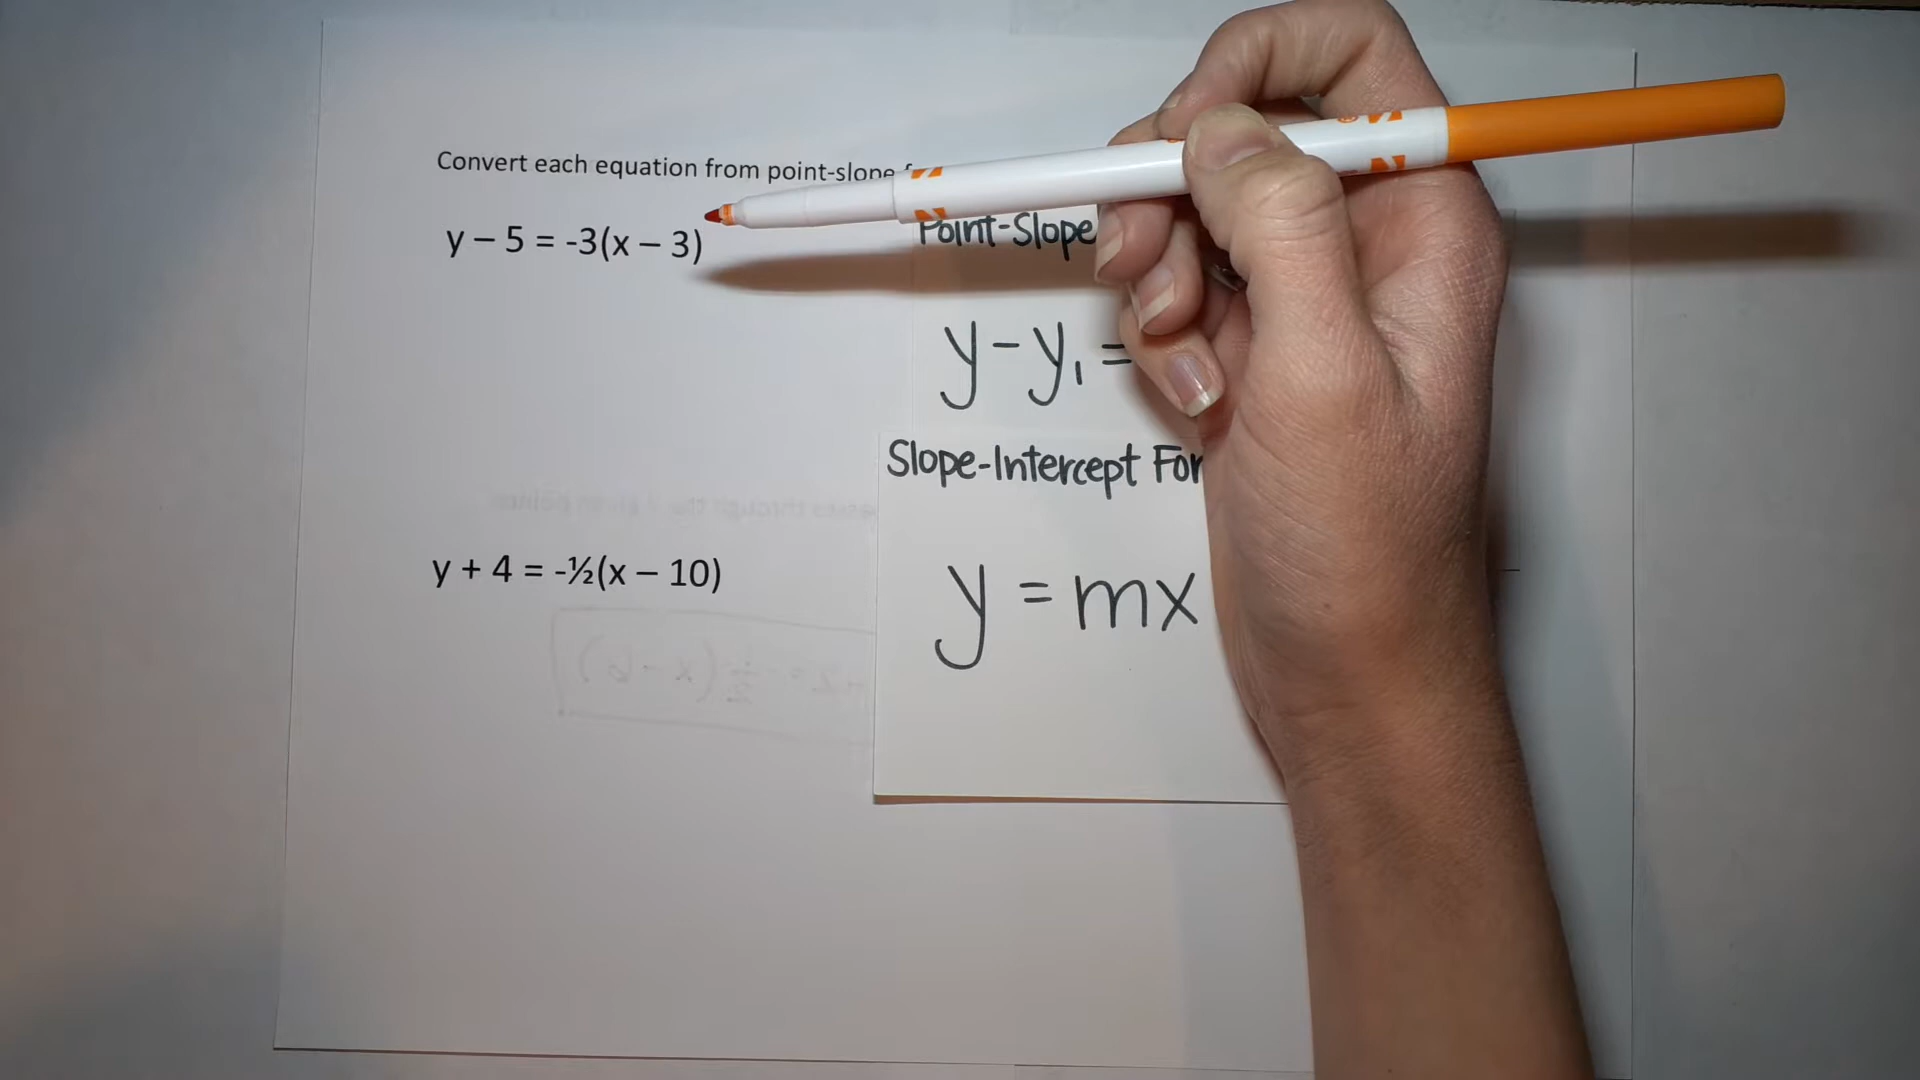 Convert each equation from point-slope
y – 5 = -3(x – 3)
Point-Slope
y - y₁ =
Slope-Intercept For
y = mx
y + 4 = -½(x – 10)